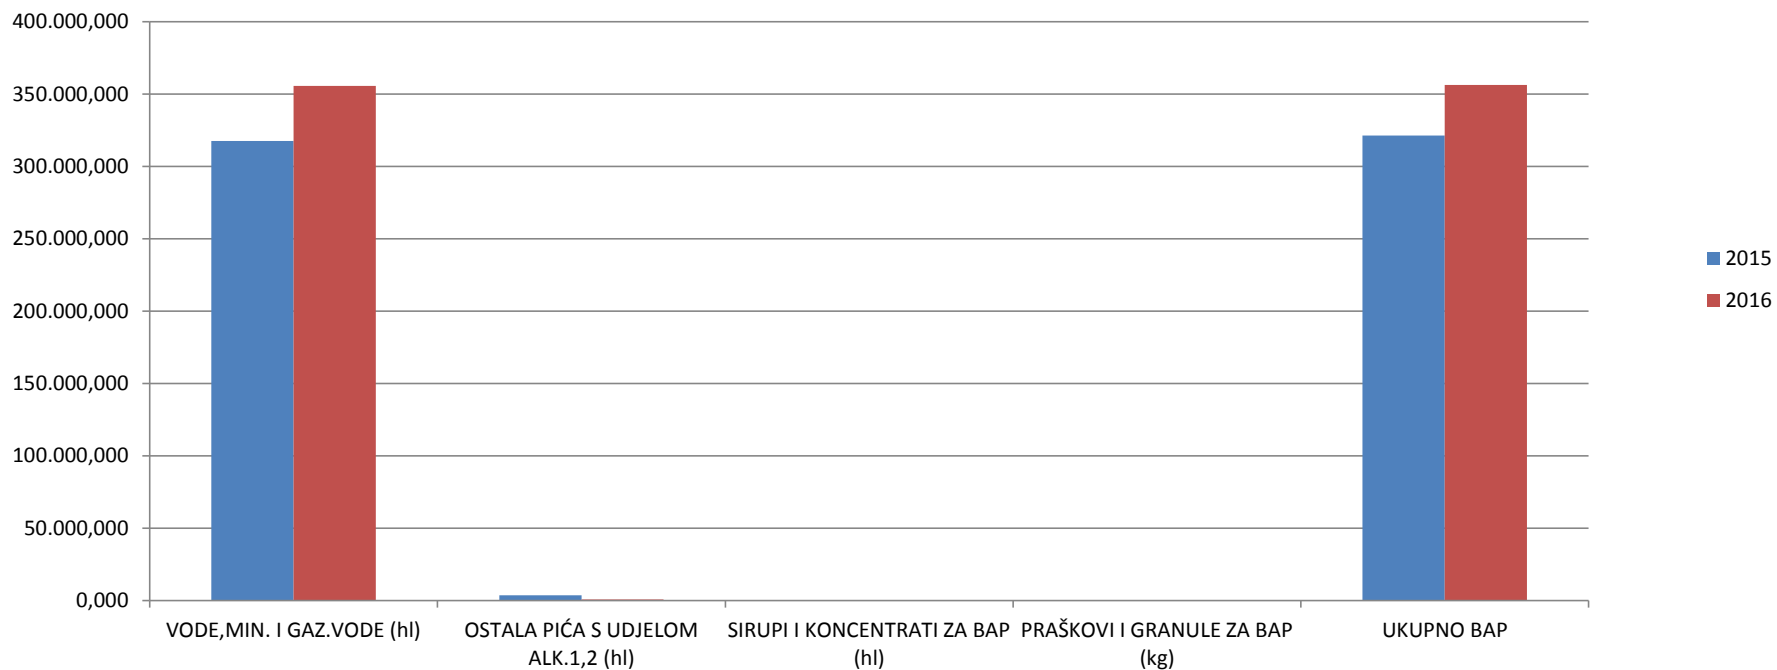 400.000,000
350.000,000
300.000,000
250.000,000
200.000,000
150.000,000
100.000,000
50.000,000
0,000
VODE,MIN. I GAZ.VODE (hl)
OSTALA PIĆA S UDJELOM
ALK.1,2 (hl)
SIRUPI I KONCENTRATI ZA BAP
(hl)
PRAŠKOVI I GRANULE ZA BAP
(kg)
UKUPNO BAP
2015
2016